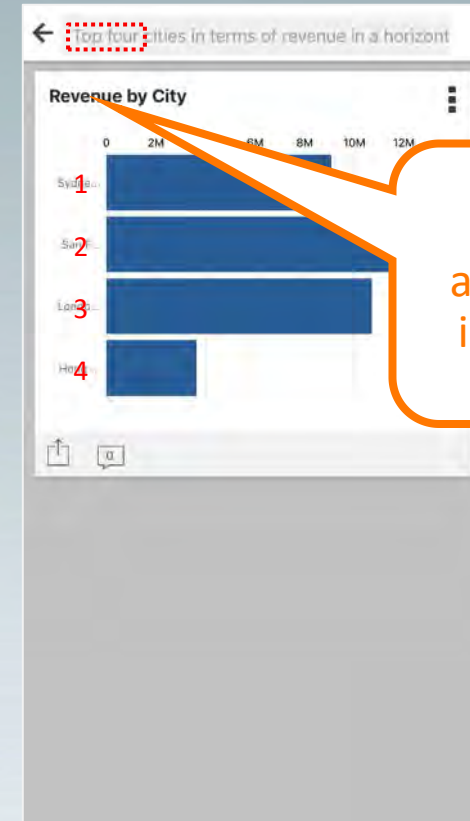 Top four cities in terms of revenue in a horizont
Revenue by City
0 2M 6M 8M 10M 12M
1
2
3
4
a
i
α